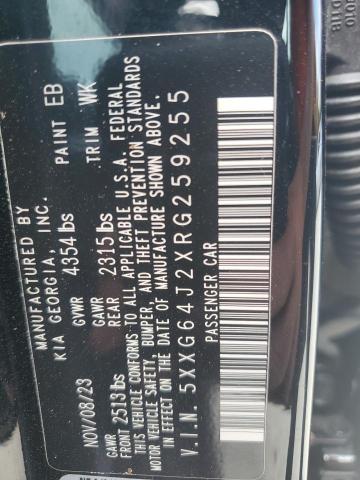 MANUFACTURED BY
KIA GEORGIA, INC.
NOV/08/23 GVWR 4354 lbs PAINT EB
GAWR FRONT 2513 lbs GAWR REAR 2315 lbs TRIM WK
THIS VEHICLE CONFORMS TO ALL APPLICABLE U.S.A. FEDERAL
MOTOR VEHICLE SAFETY, BUMPER, AND THEFT PREVENTION STANDARDS
IN EFFECT ON THE DATE OF MANUFACTURE SHOWN ABOVE.
V.I.N. 5XXG64J2XRG259255
PASSENGER CAR